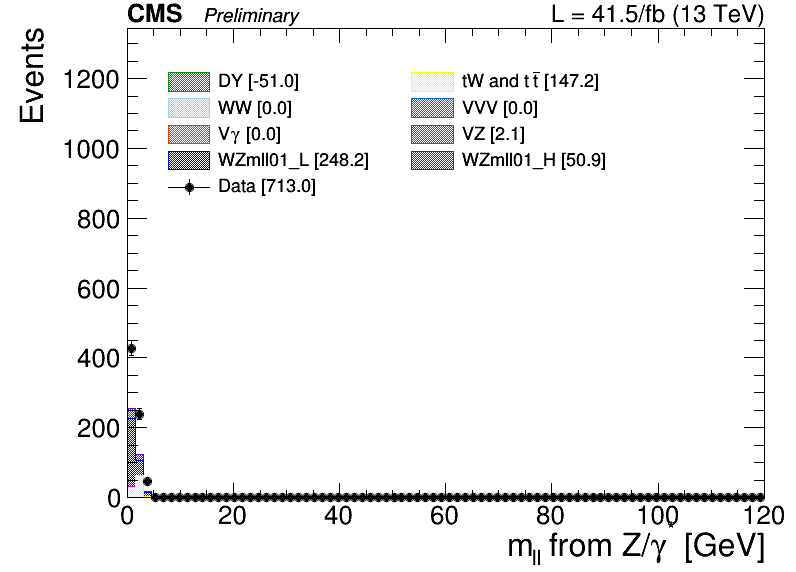 CMS Preliminary L = 41.5/fb (13 TeV)
Events
DY [-51.0] tW and tt̄ [147.2]
WW [0.0] VVV [0.0]
Vγ [0.0] VZ [2.1]
WZmll01_L [248.2] WZmll01_H [50.9]
Data [713.0]
1200
1000
800
600
400
200
0
0 20 40 60 80 100 120
m_ll from Z/γ* [GeV]